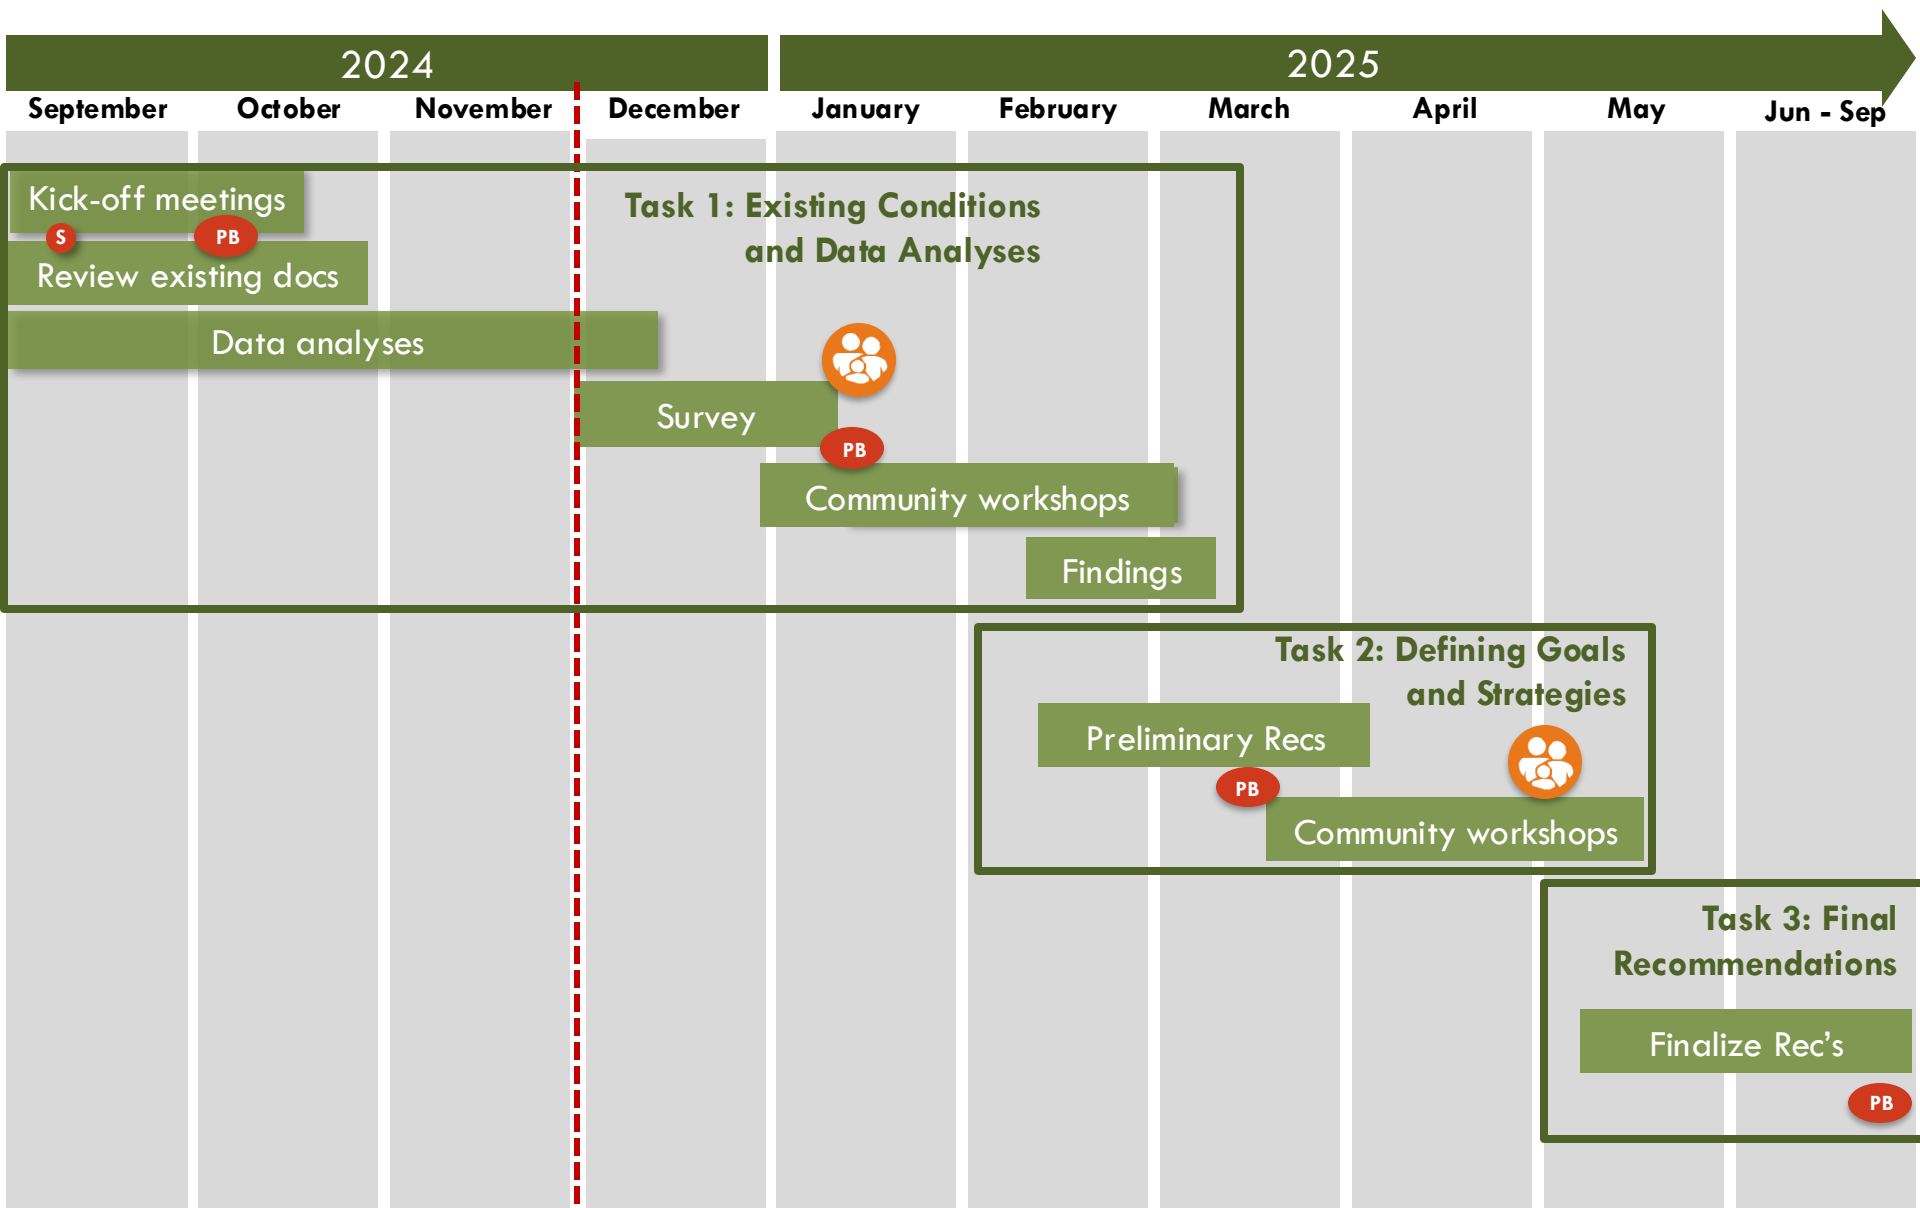 2024
2025
September
October
November
December
January
February
March
April
May
Jun - Sep
Kick-off meetings
Task 1: Existing Conditions
and Data Analyses
S
PB
Review existing docs
Data analyses
Survey
PB
Community workshops
Findings
Task 2: Defining Goals
and Strategies
Preliminary Recs
PB
Community workshops
Task 3: Final
Recommendations
Finalize Rec’s
PB